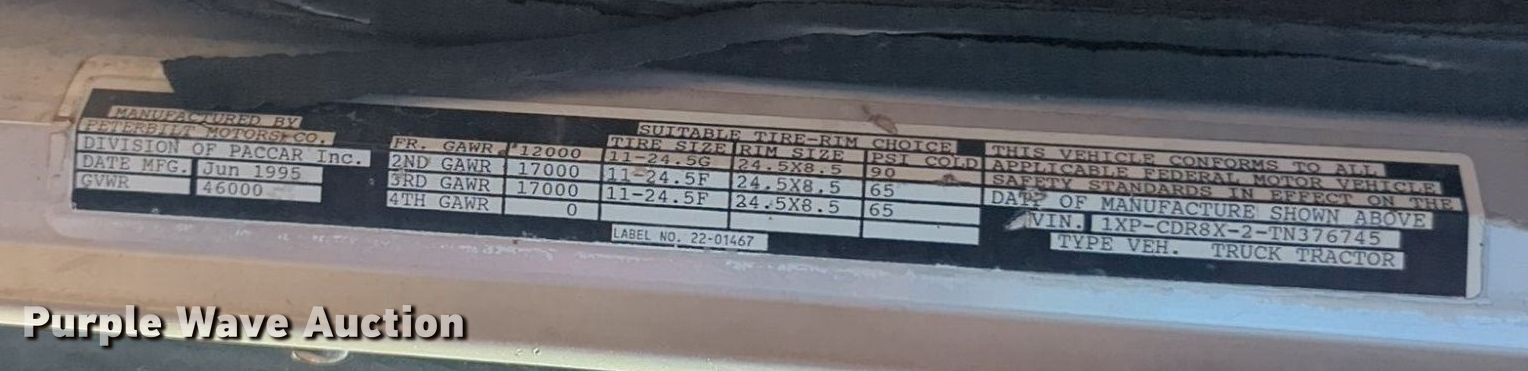 MANUFACTURED BY
PETERBILT MOTORS CO.
DIVISION OF PACCAR Inc.
DATE MFG. Jun 1995
GVWR 46000
SUITABLE TIRE-RIM CHOICE
TIRE SIZE RIM SIZE PSI COLD
FR. GAWR 12000 11-24.5G 24.5X8.5 90
2ND GAWR 17000 11-24.5F 24.5X8.5 65
3RD GAWR 17000 11-24.5F 24.5X8.5 65
4TH GAWR 0
LABEL NO. 22-01467
THIS VEHICLE CONFORMS TO ALL
APPLICABLE FEDERAL MOTOR VEHICLE
SAFETY STANDARDS IN EFFECT ON THE
DATE OF MANUFACTURE SHOWN ABOVE
VIN. 1XP-CDR8X-2-TN376745
TYPE VEH. TRUCK TRACTOR
Purple Wave Auction